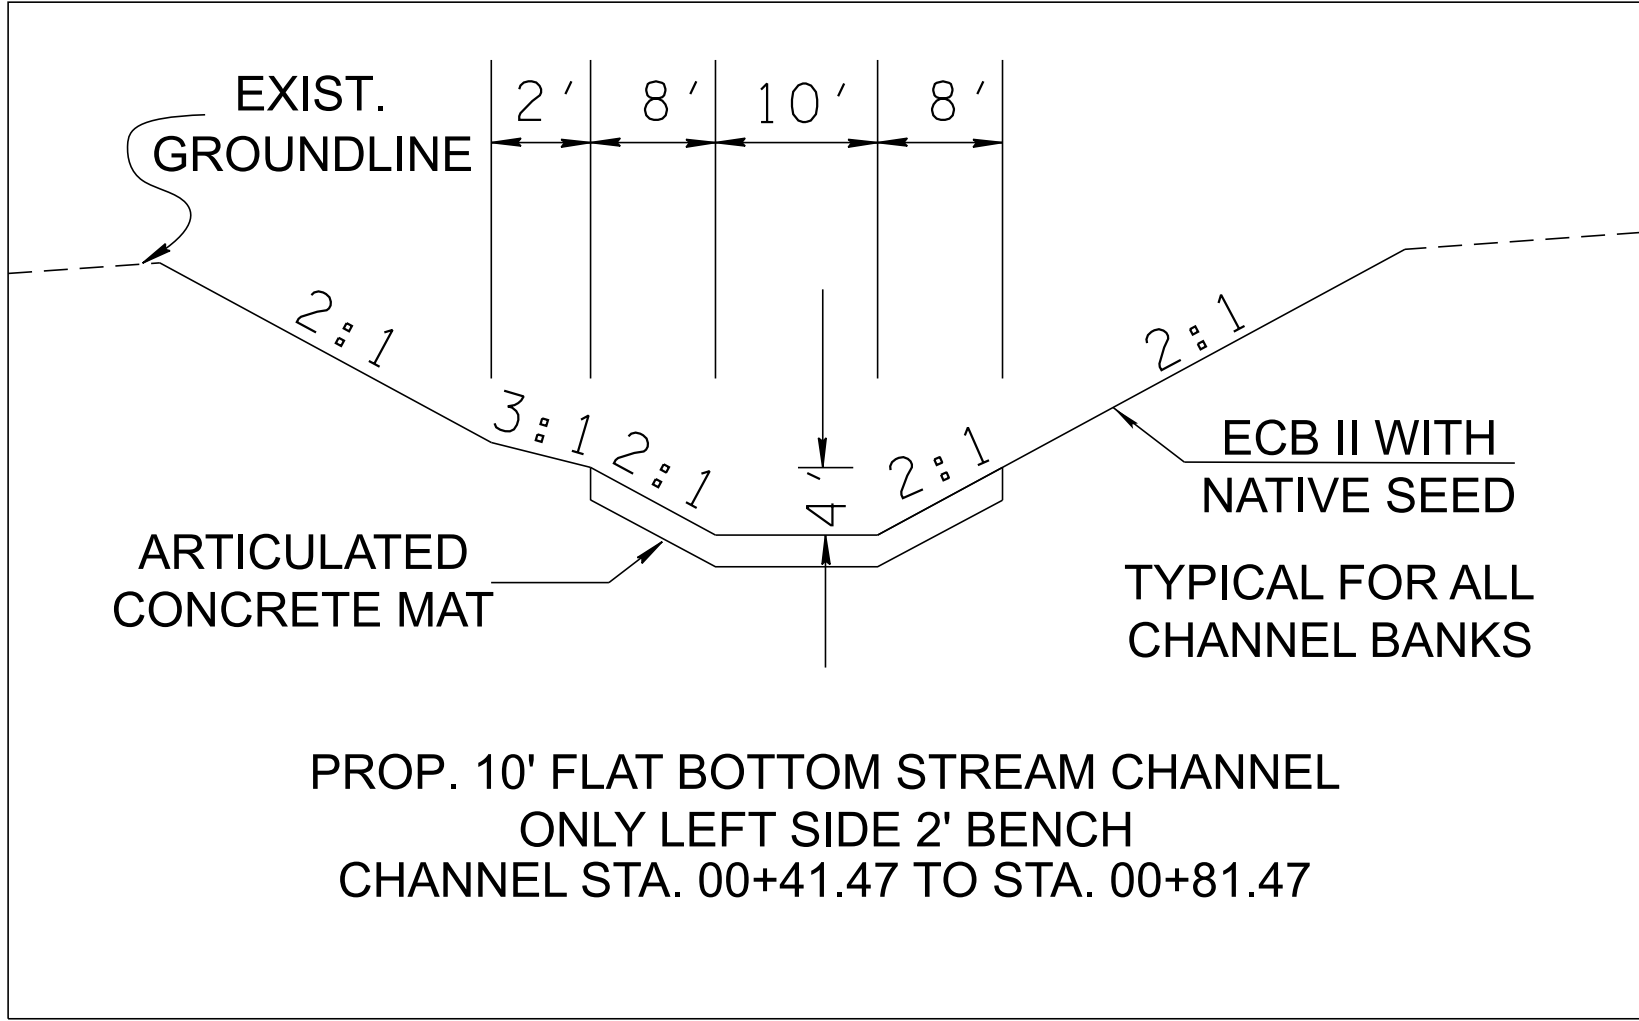 EXIST.
GROUNDLINE
2' 8' 10' 8'
2:1
3:1
2:1
4'
2:1
2:1
ECB II WITH
NATIVE SEED
TYPICAL FOR ALL
CHANNEL BANKS
ARTICULATED
CONCRETE MAT
PROP. 10' FLAT BOTTOM STREAM CHANNEL
ONLY LEFT SIDE 2' BENCH
CHANNEL STA. 00+41.47 TO STA. 00+81.47